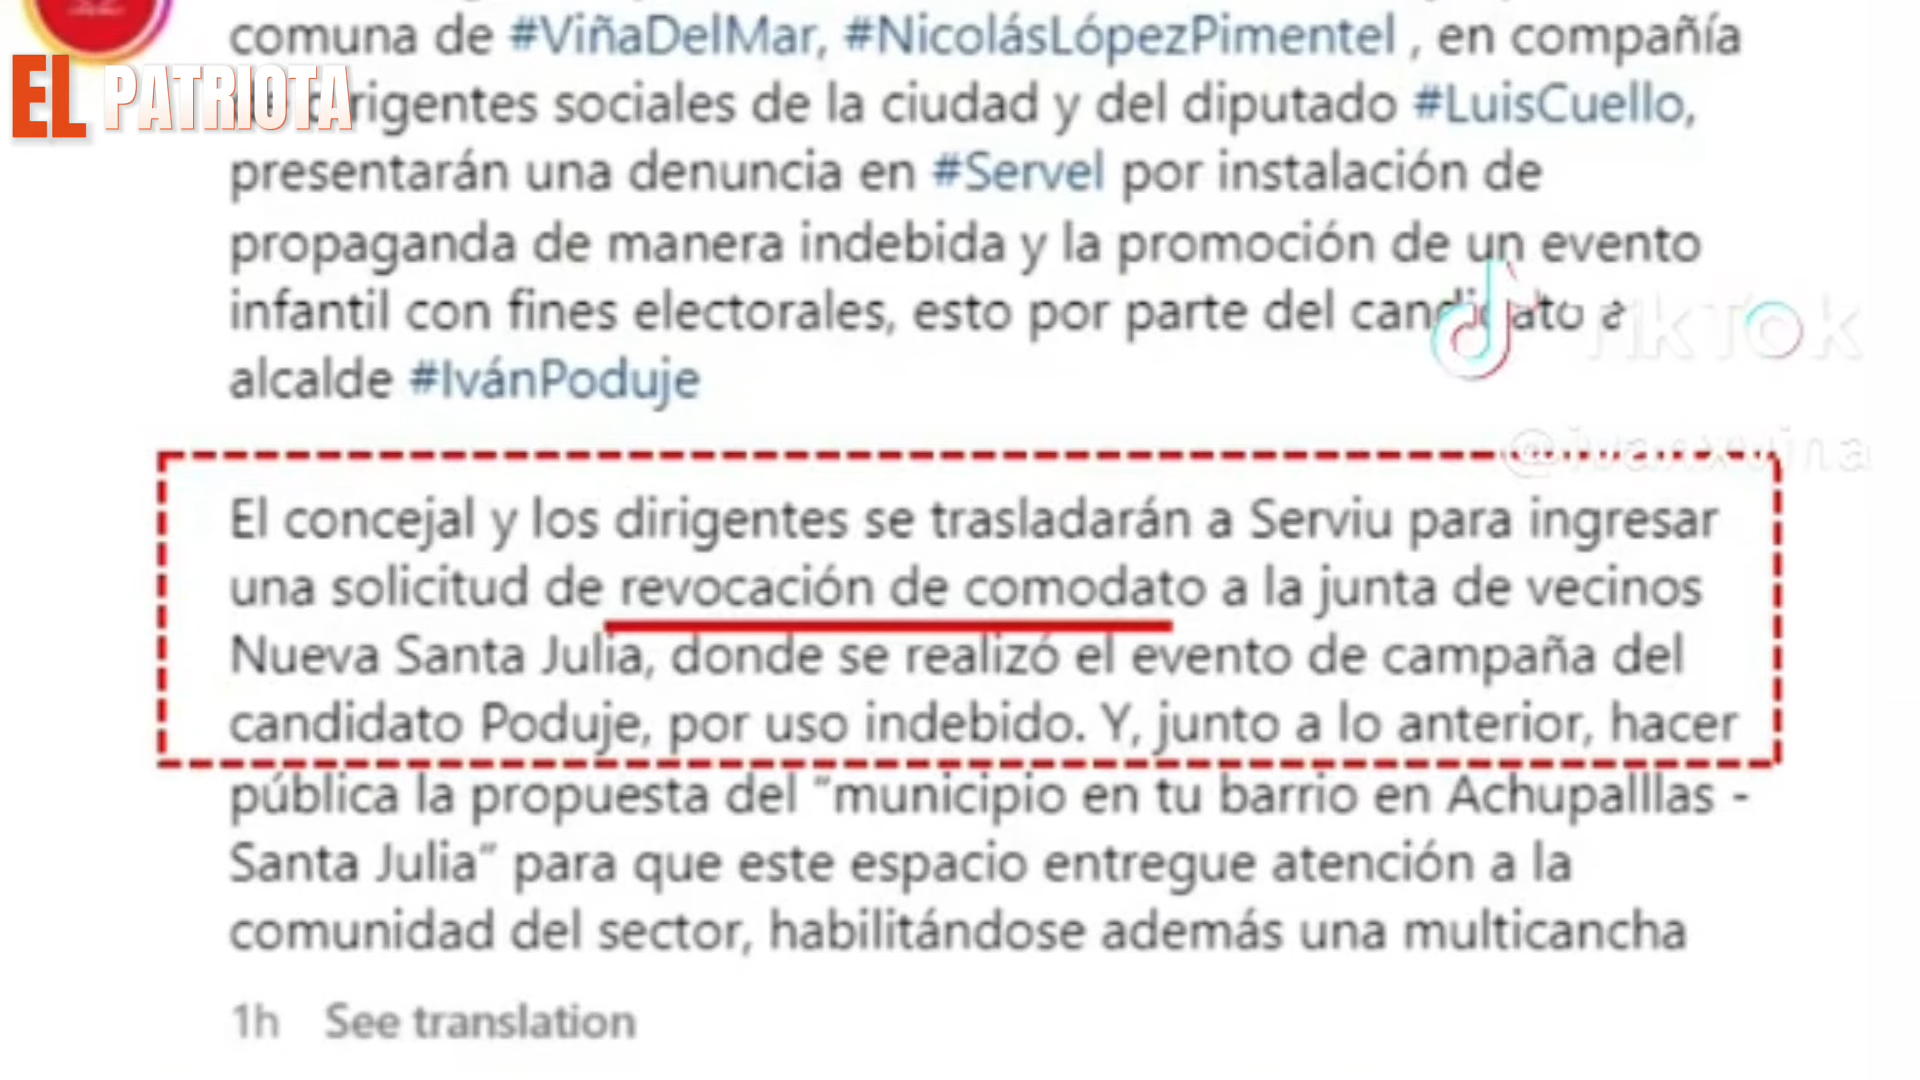 comuna de #ViñaDelMar, #NicolásLópezPimentel , en compañía
EL PATRIOTA
dirigentes sociales de la ciudad y del diputado #LuisCuello,
presentarán una denuncia en #Servel por instalación de
propaganda de manera indebida y la promoción de un evento
infantil con fines electorales, esto por parte del candidato a
TikTok
alcalde #IvánPoduje
@ivanxvina
El concejal y los dirigentes se trasladarán a Serviu para ingresar
una solicitud de revocación de comodato a la junta de vecinos
Nueva Santa Julia, donde se realizó el evento de campaña del
candidato Poduje, por uso indebido. Y, junto a lo anterior, hacer
pública la propuesta del "municipio en tu barrio en Achupalllas -
Santa Julia" para que este espacio entregue atención a la
comunidad del sector, habilitándose además una multicancha
1h See translation